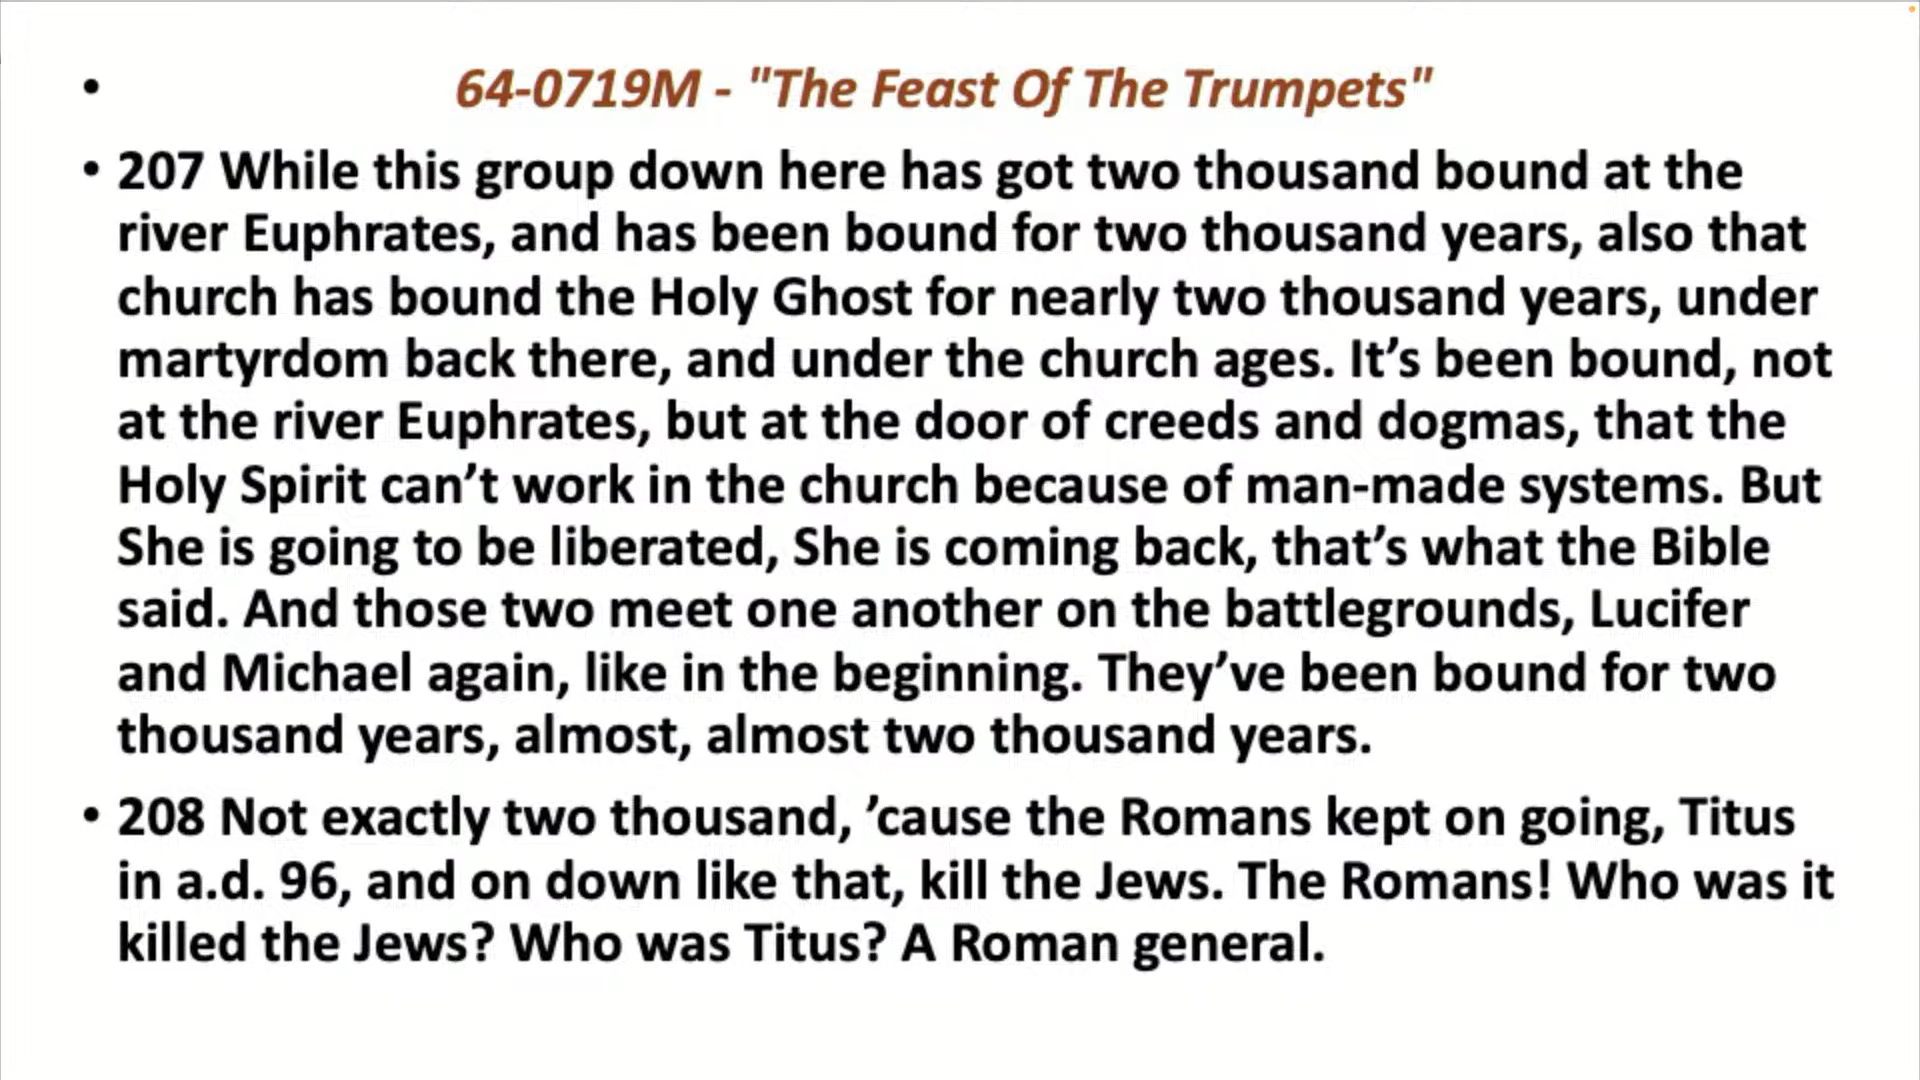 • 64-0719M - "The Feast Of The Trumpets"
• 207 While this group down here has got two thousand bound at the
river Euphrates, and has been bound for two thousand years, also that
church has bound the Holy Ghost for nearly two thousand years, under
martyrdom back there, and under the church ages. It’s been bound, not
at the river Euphrates, but at the door of creeds and dogmas, that the
Holy Spirit can’t work in the church because of man-made systems. But
She is going to be liberated, She is coming back, that’s what the Bible
said. And those two meet one another on the battlegrounds, Lucifer
and Michael again, like in the beginning. They’ve been bound for two
thousand years, almost, almost two thousand years.
• 208 Not exactly two thousand, ’cause the Romans kept on going, Titus
in a.d. 96, and on down like that, kill the Jews. The Romans! Who was it
killed the Jews? Who was Titus? A Roman general.